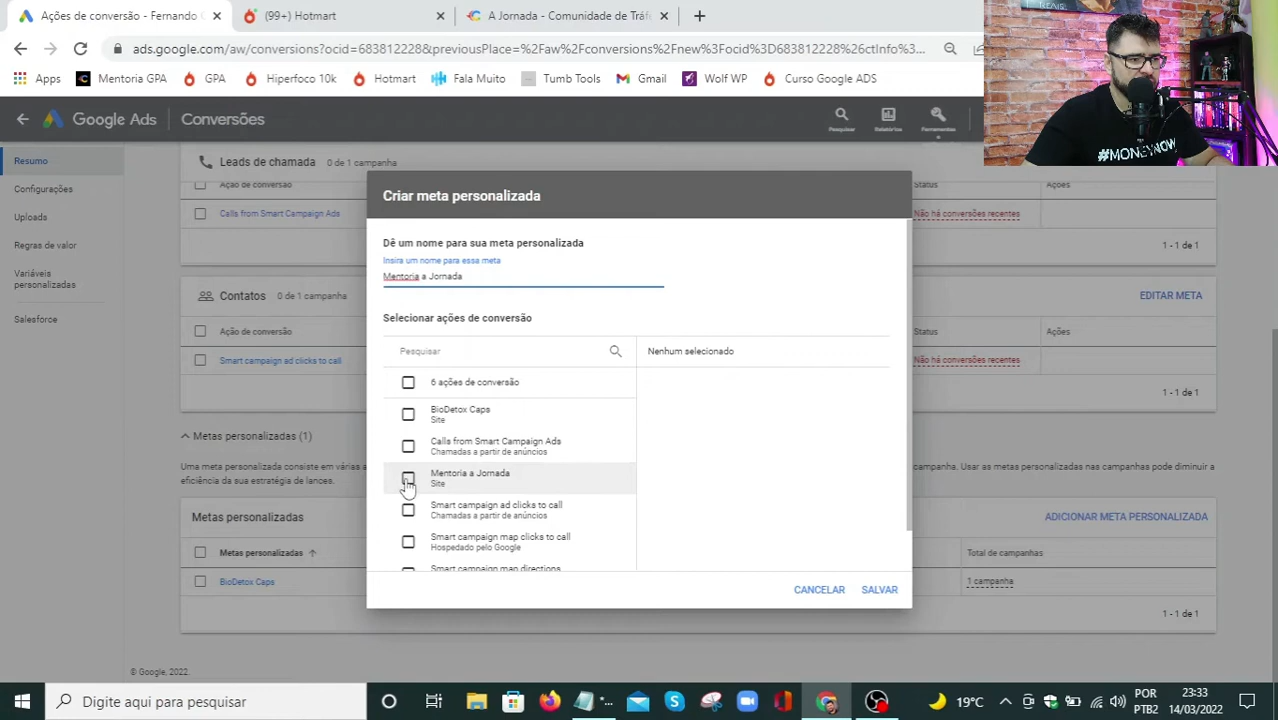 Ações de conversão - Fernando
(99+) Hotmart
A Jornada - Comunidade de Tráf
ads.google.com/aw/conversions?ocid=683812228&previousPlace=%2Faw%2Fconversions%2Fnew%3Focid%3D683812228%26ctInfo%3...
Apps
Mentoria GPA
GPA
Hiperfoco 10k
Hotmart
Fala Muito
Tumb Tools
Gmail
WOF WP
Curso Google ADS
#MONEYNOW
Google Ads
Conversões
Pesquisar
Relatórios
Ferramentas
Resumo
Configurações
Uploads
Regras de valor
Variáveis
personalizadas
Salesforce
Leads de chamada 0 de 1 campanha
Ação de conversão
Status
Ações
Calls from Smart Campaign Ads
Não há conversões recentes
1 - 1 de 1
Contatos 0 de 1 campanha
EDITAR META
Ação de conversão
Status
Ações
Smart campaign ad clicks to call
Não há conversões recentes
1 - 1 de 1
Metas personalizadas (1)
Uma meta personalizada consiste em várias a
campanha. Usar as metas personalizadas nas campanhas pode diminuir a
eficiência da sua estratégia de lances.
Metas personalizadas
ADICIONAR META PERSONALIZADA
Metas personalizadas
Total de campanhas
BioDetox Caps
1 campanha
1 - 1 de 1
© Google, 2022.
Criar meta personalizada
Dê um nome para sua meta personalizada
Insira um nome para essa meta
Mentoria a Jornada
Selecionar ações de conversão
Pesquisar
Nenhum selecionado
6 ações de conversão
BioDetox Caps
Site
Calls from Smart Campaign Ads
Chamadas a partir de anúncios
Mentoria a Jornada
Site
Smart campaign ad clicks to call
Chamadas a partir de anúncios
Smart campaign map clicks to call
Hospedado pelo Google
Smart campaign map directions
CANCELAR
SALVAR
Digite aqui para pesquisar
19°C
POR
PTB2
23:33
14/03/2022